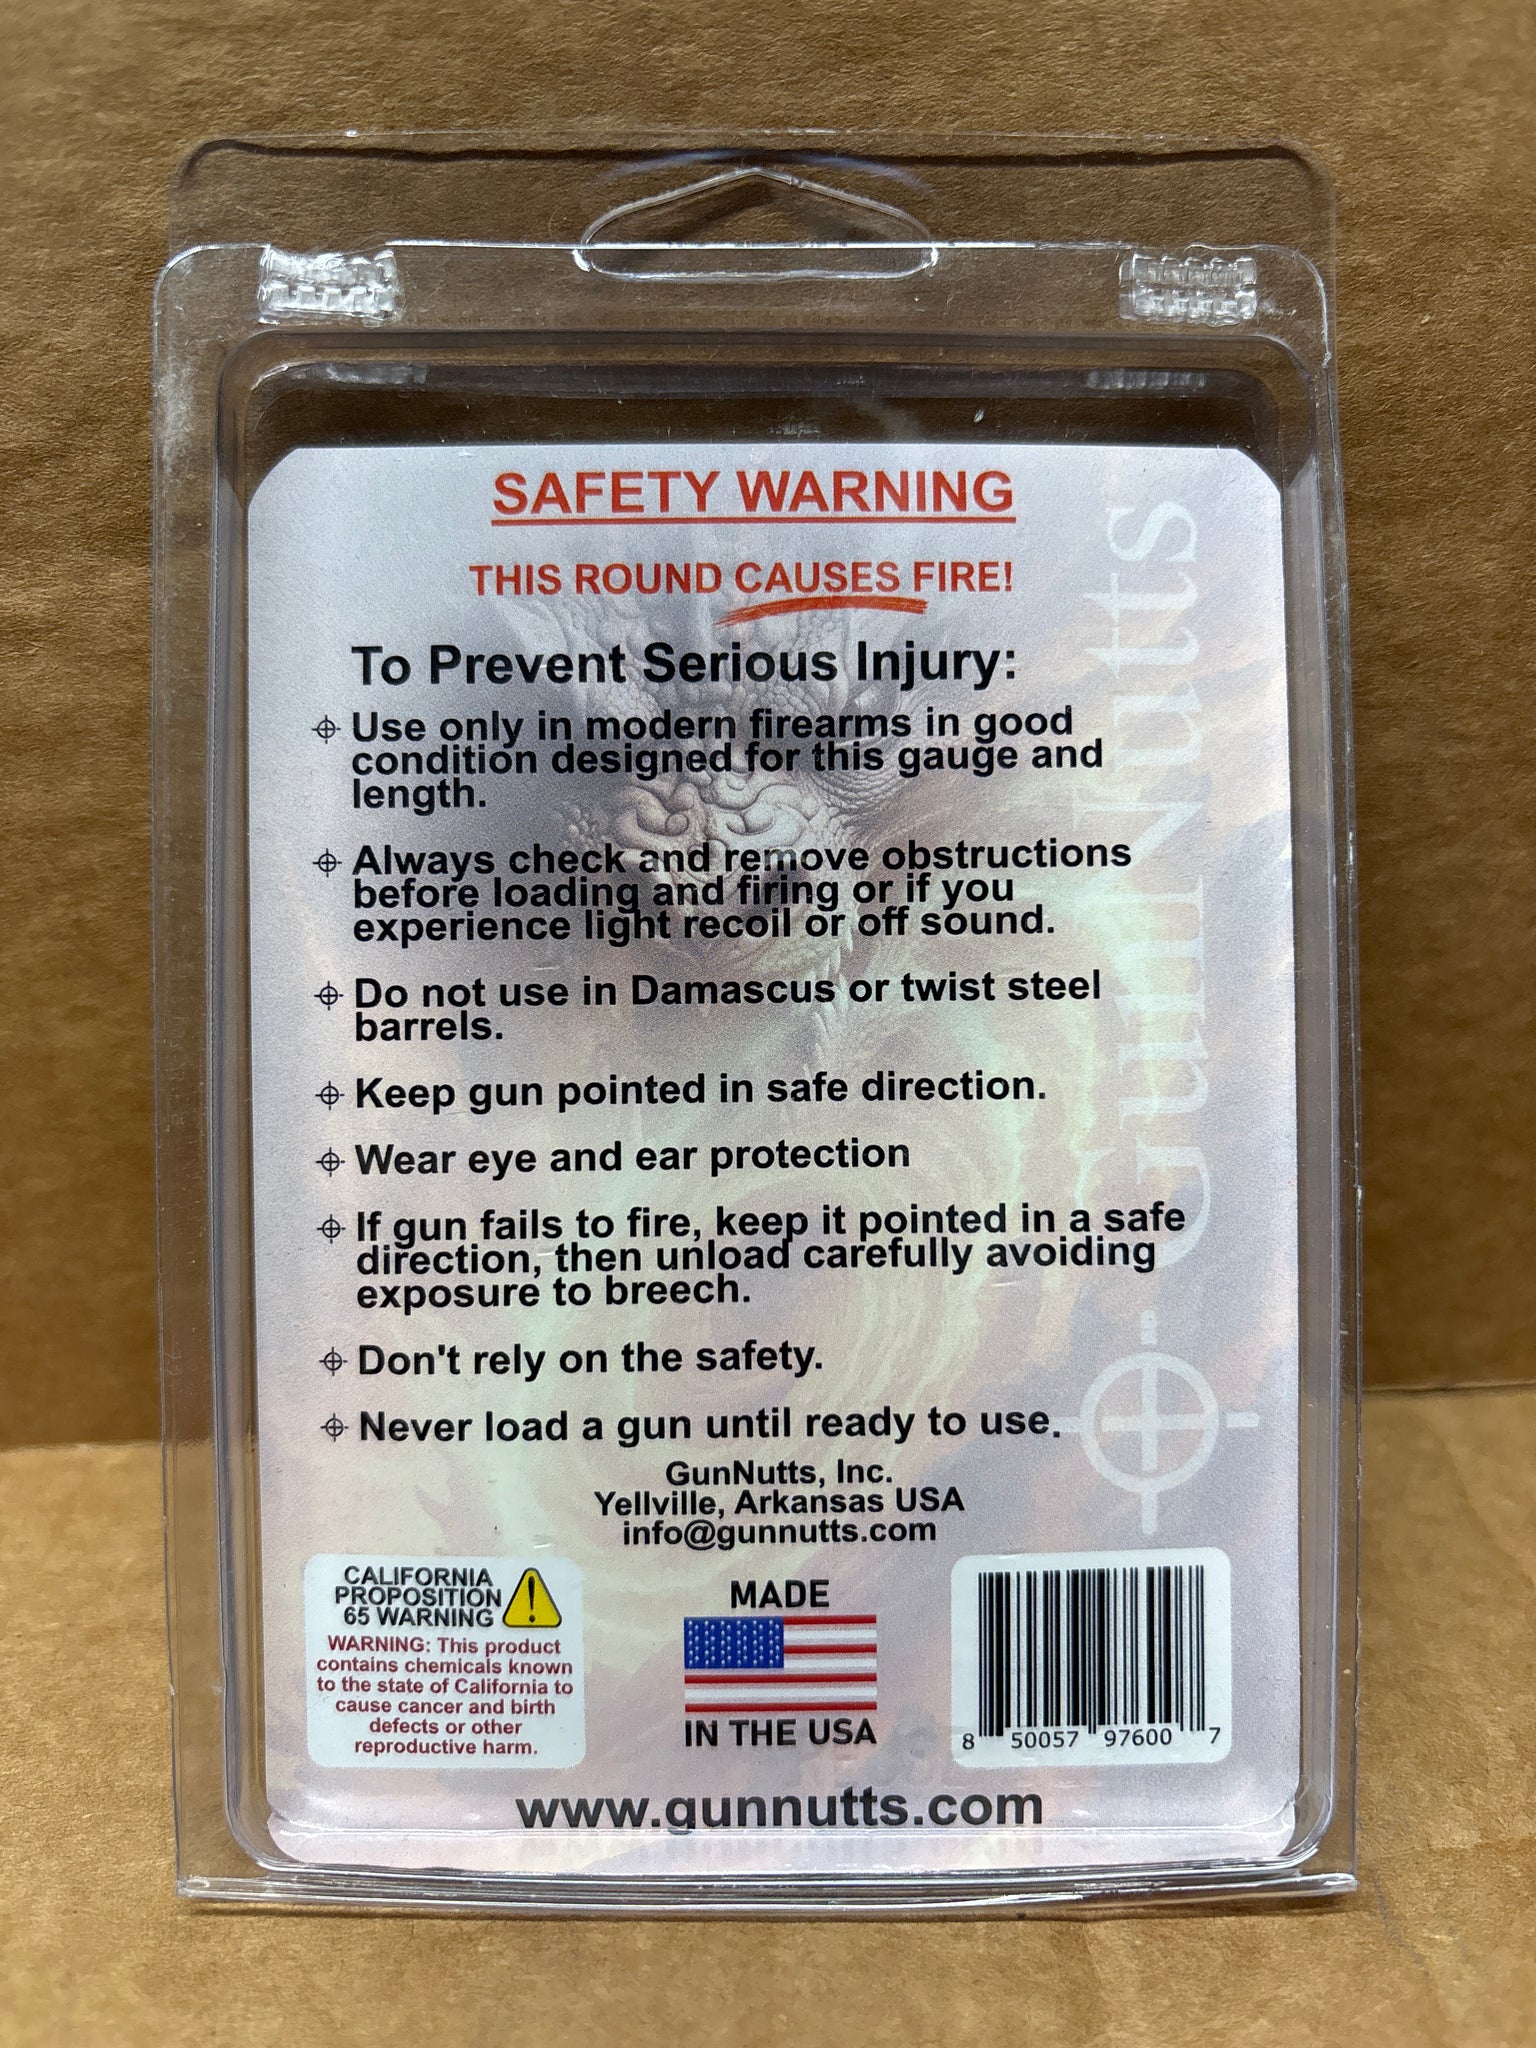 SAFETY WARNING
THIS ROUND CAUSES FIRE!
To Prevent Serious Injury:
Use only in modern firearms in good
condition designed for this gauge and
length.
Always check and remove obstructions
before loading and firing or if you
experience light recoil or off sound.
Do not use in Damascus or twist steel
barrels.
Keep gun pointed in safe direction.
Wear eye and ear protection
If gun fails to fire, keep it pointed in a safe
direction, then unload carefully avoiding
exposure to breech.
Don't rely on the safety.
Never load a gun until ready to use.
GunNutts, Inc.
Yellville, Arkansas USA
info@gunnutts.com
GunNutts
CALIFORNIA
PROPOSITION
65 WARNING
WARNING: This product
contains chemicals known
to the state of California to
cause cancer and birth
defects or other
reproductive harm.
MADE
IN THE USA
8 50057 97600 7
www.gunnutts.com